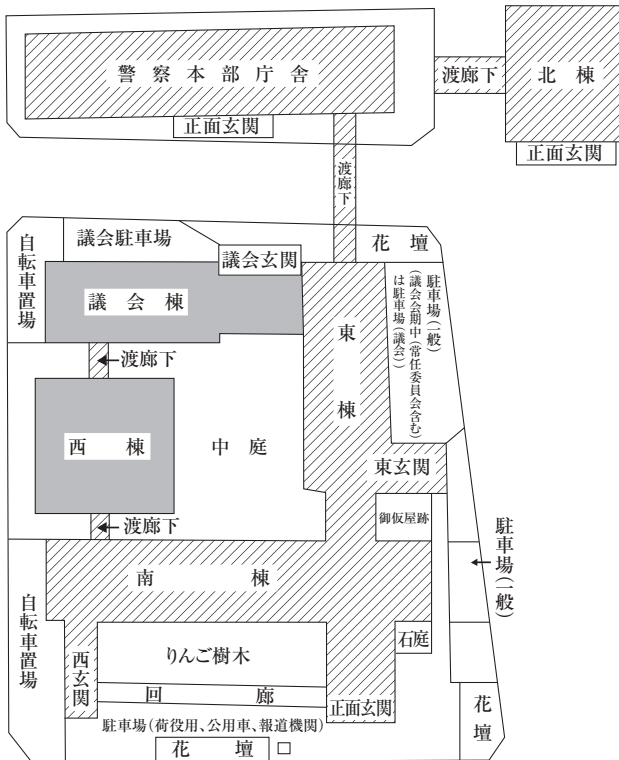 警察本部庁舎
渡廊下
北棟
正面玄関
正面玄関
渡廊下
自転車置場
議会駐車場
議会玄関
花壇
議会棟
東棟
駐車場(一般)
(議会会期中(常任委員会含む)
は駐車場(議会))
渡廊下
西棟
中庭
東玄関
渡廊下
御仮屋跡
駐車場(一般)
南棟
自転車置場
西玄関
りんご樹木
石庭
回廊
正面玄関
花壇
駐車場(荷役用、公用車、報道機関)
花壇